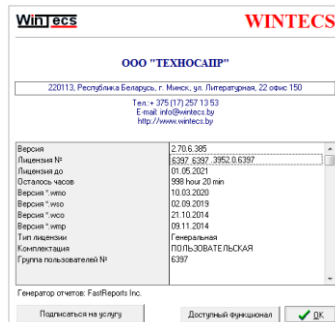 WinTecs WINTECS
ООО "ТЕХНОСАПР"
220113, Республика Беларусь, г. Минск, ул. Литературная, 22 офис 150
Тел.:+ 375 (17) 257 13 53
E-mail: info@wintecs.by
http://www.wintecs.by
Версия 2.70.6.385
Лицензия № 6397_6397_.3952.0.6397
Лицензия до 01.05.2021
Осталось часов 998 hour 20 min
Версия *.wmo 10.03.2020
Версия *.wso 02.09.2019
Версия *.wco 21.10.2014
Версия *.wmp 09.11.2014
Тип лицензии Генеральная
Комплектация ПОЛЬЗОВАТЕЛЬСКАЯ
Группа пользователей № 6397
Генератор отчетов: FastReports Inc.
Подписаться на услугу Доступный функционал OK